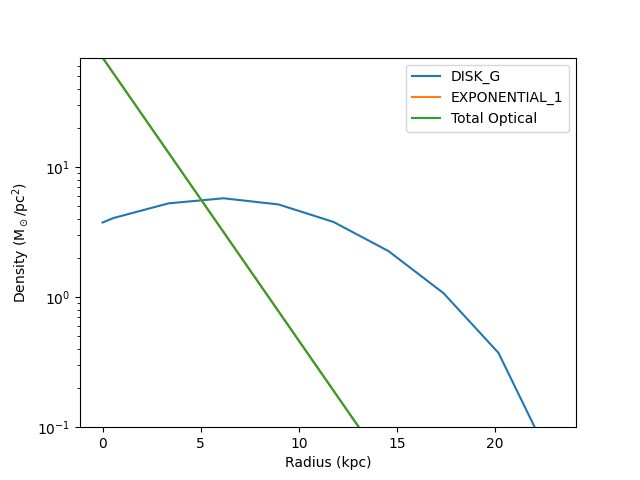 DISK_G
EXPONENTIAL_1
Total Optical
10¹
10⁰
10⁻¹
Density (M⊙/pc²)
0 5 10 15 20
Radius (kpc)